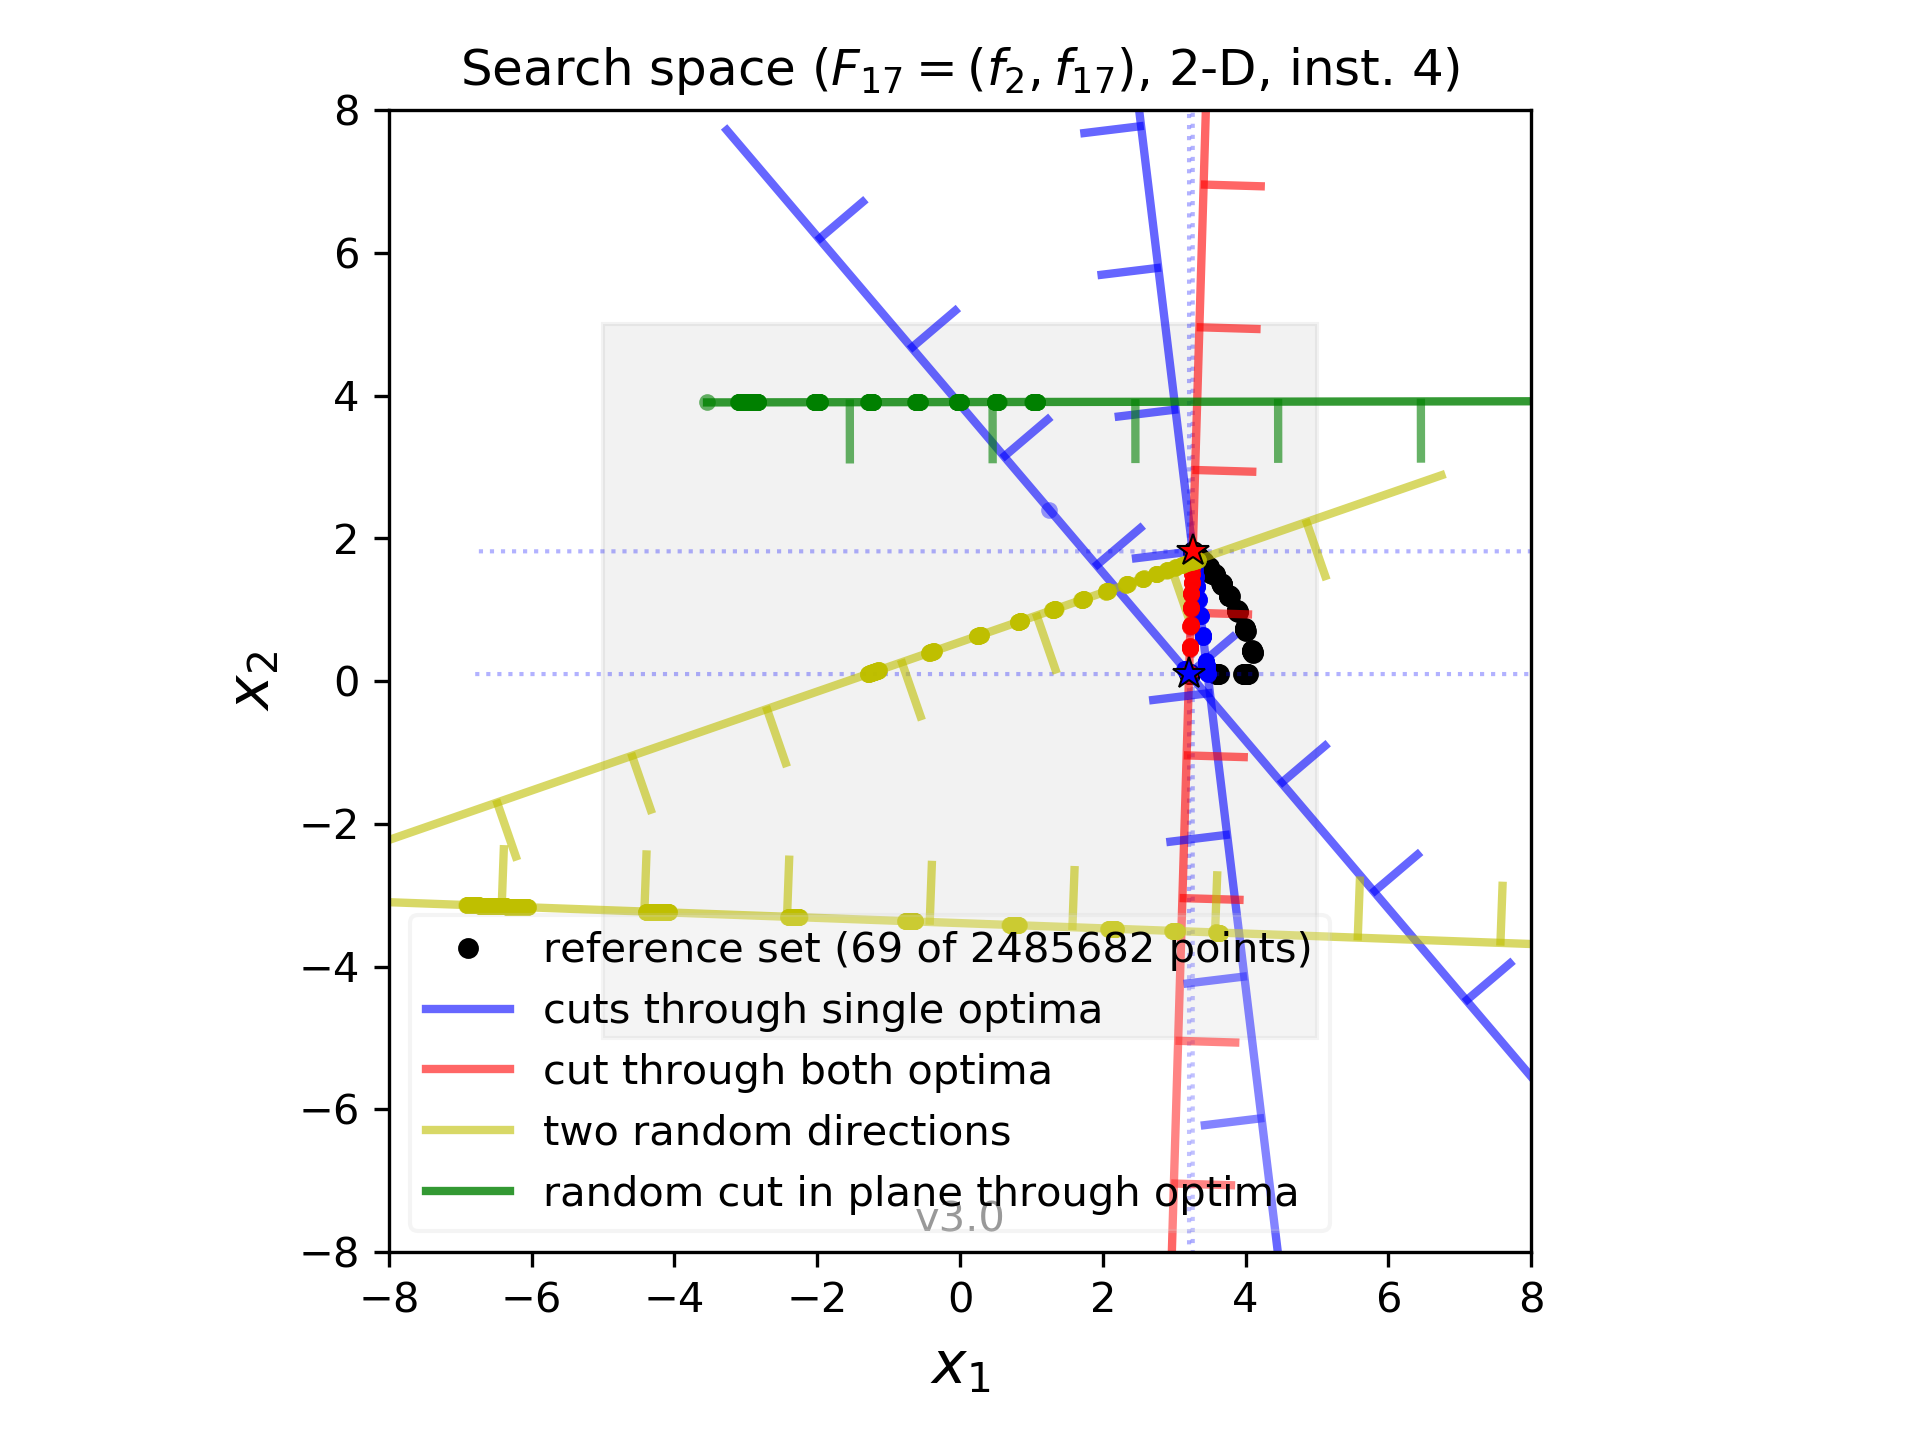 Search space (F17 = (f2, f17), 2-D, inst. 4)
8
6
4
2
0
−2
−4
−6
−8
x2
reference set (69 of 2485682 points)
cuts through single optima
cut through both optima
two random directions
random cut in plane through optima
v3.0
−8 −6 −4 −2 0 2 4 6 8
x1